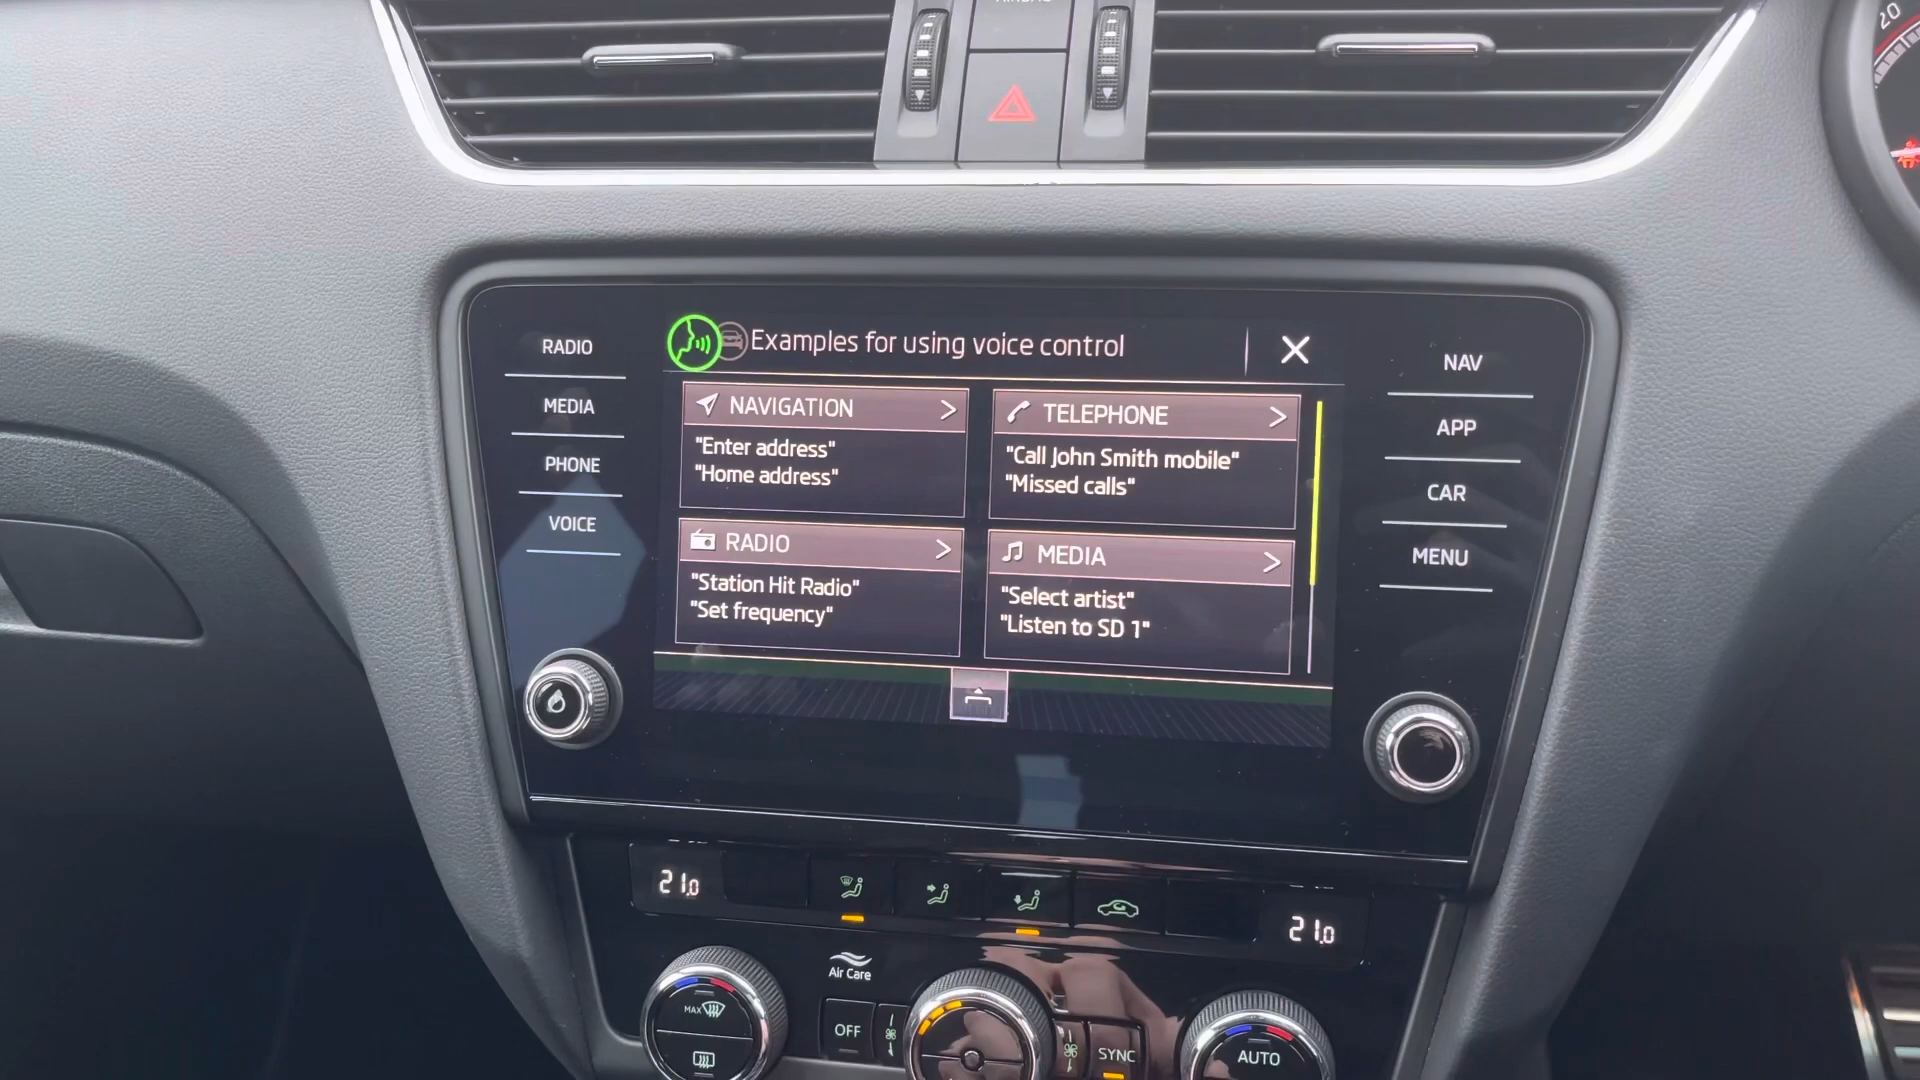 AIRBAG
20
Examples for using voice control
RADIO
MEDIA
PHONE
VOICE
NAVIGATION
"Enter address"
"Home address"
TELEPHONE
"Call John Smith mobile"
"Missed calls"
RADIO
"Station Hit Radio"
"Set frequency"
MEDIA
"Select artist"
"Listen to SD 1"
NAV
APP
CAR
MENU
21.0
21.0
Air Care
MAX
OFF
SYNC
AUTO